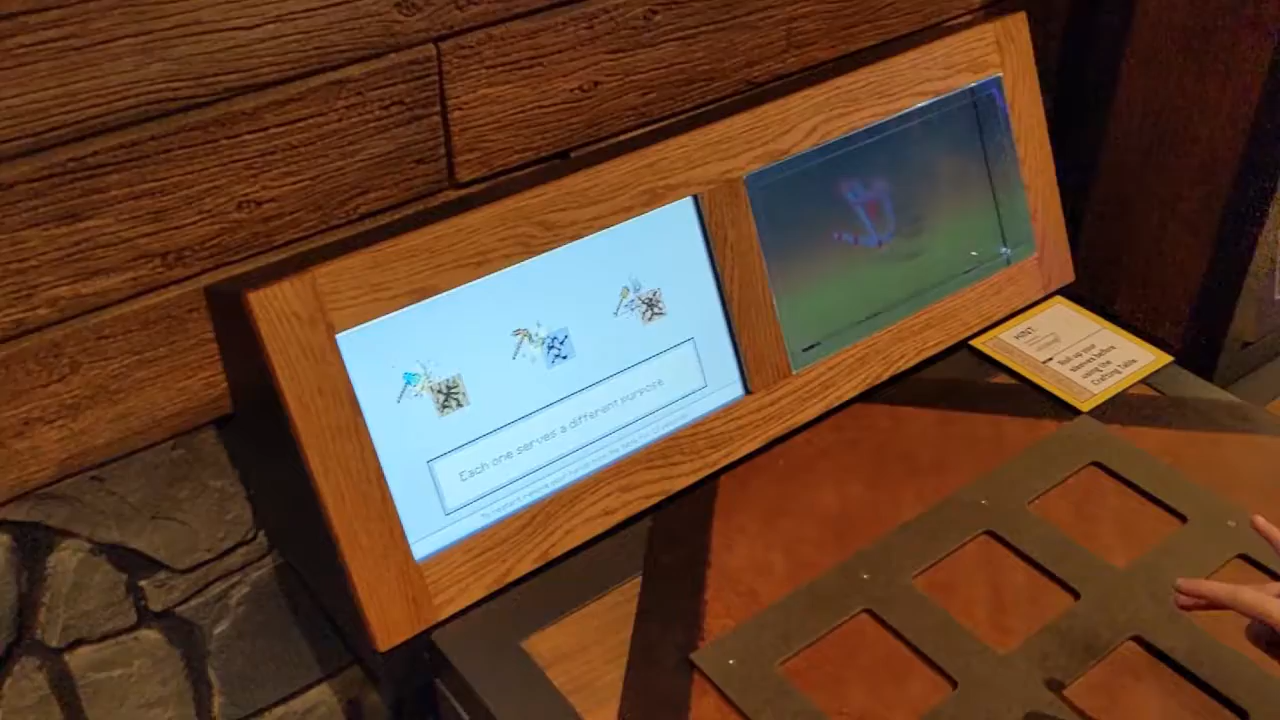 Each one serves a different purpose
HINT:
Roll up your
sleeves before
using the
Crafting Table.